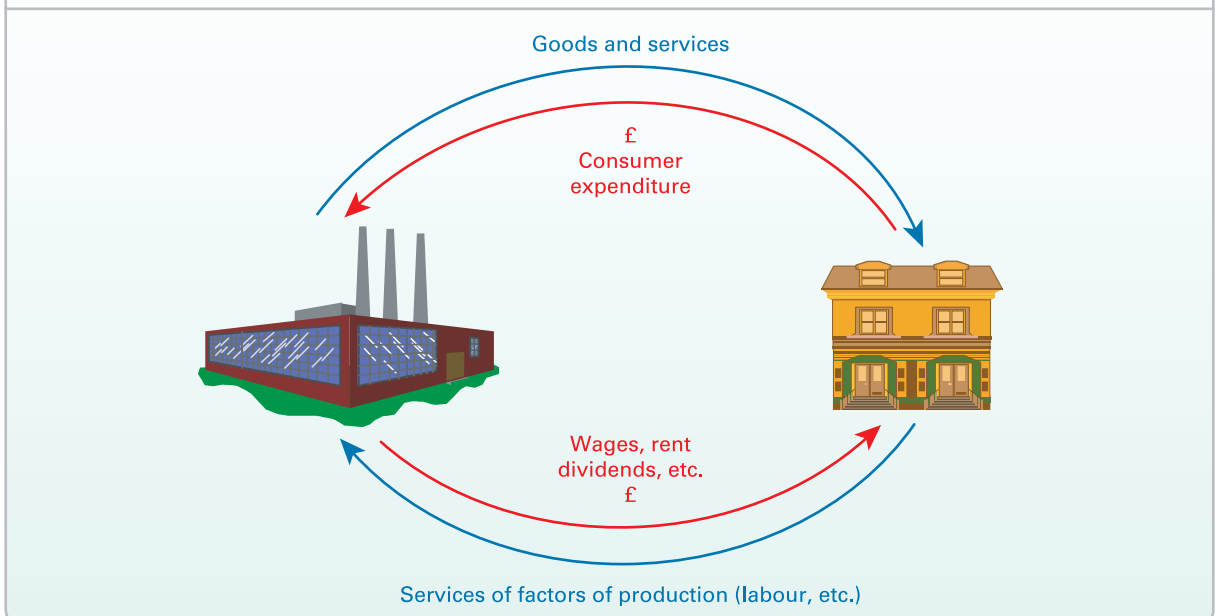 Goods and services
£
Consumer
expenditure
Wages, rent
dividends, etc.
£
Services of factors of production (labour, etc.)